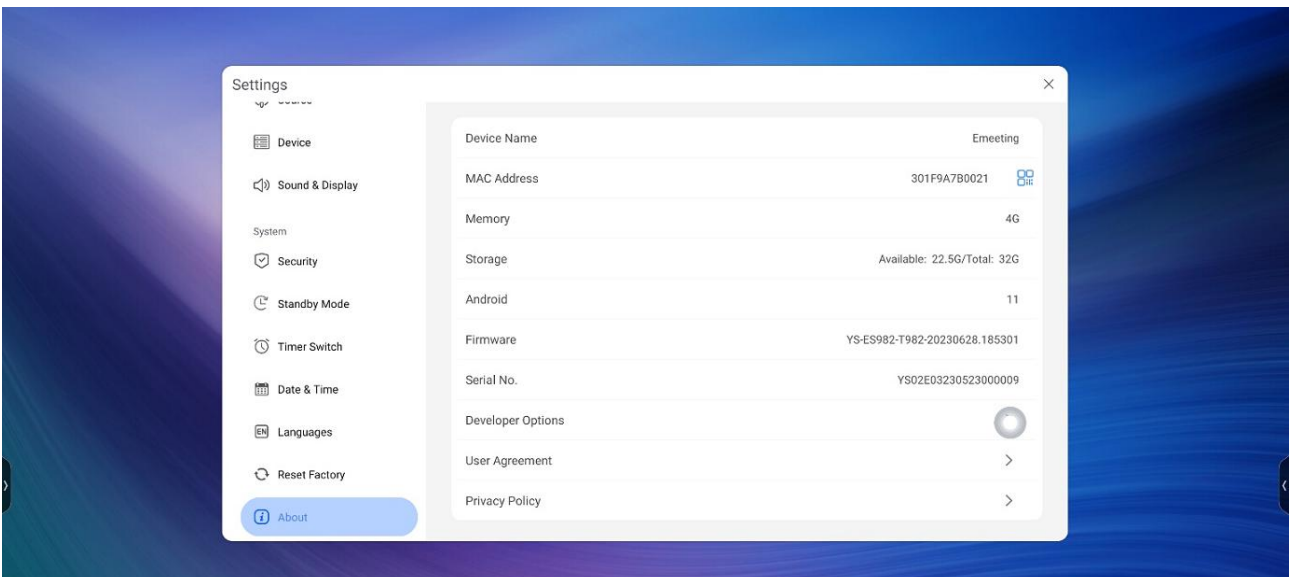 Settings
Device
Sound & Display
System
Security
Standby Mode
Timer Switch
Date & Time
EN Languages
Reset Factory
About
Device Name Emeeting
MAC Address 301F9A7B0021
Memory 4G
Storage Available: 22.5G/Total: 32G
Android 11
Firmware YS-ES982-T982-20230628.185301
Serial No. YS02E03230523000009
Developer Options
User Agreement
Privacy Policy